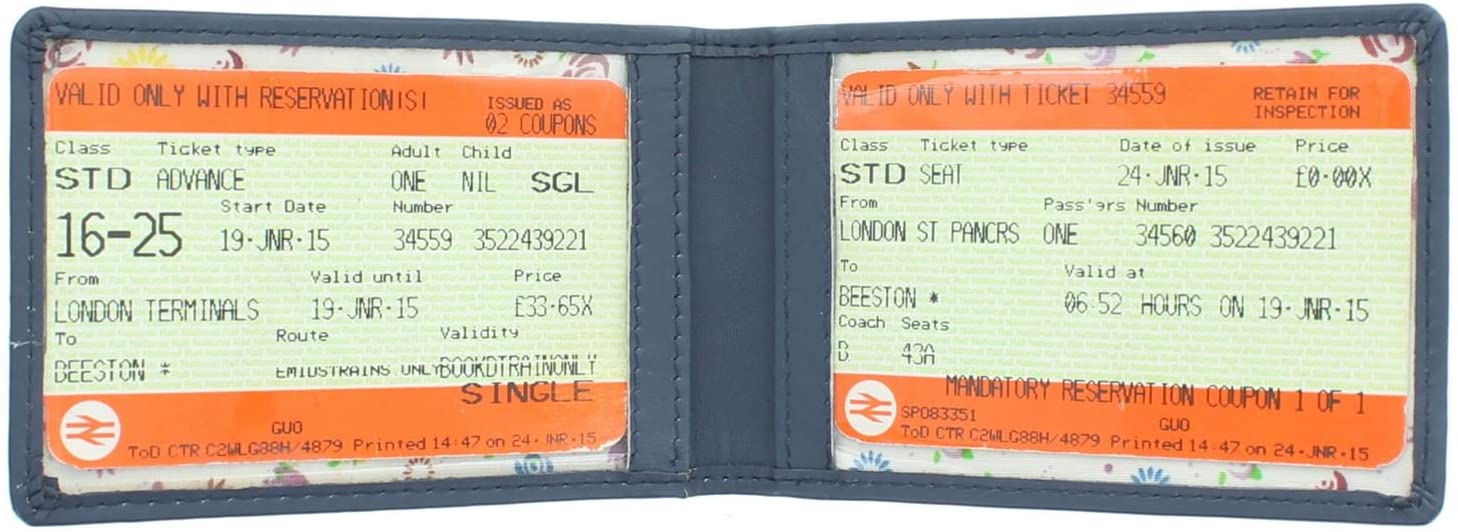 VALID ONLY WITH RESERVATION(S) ISSUED AS
02 COUPONS
Class Ticket type Adult Child
STD ADVANCE ONE NIL SGL
Start Date Number
16-25 19·JNR·15 34559 3522439221
From Valid until Price
LONDON TERMINALS 19·JNR·15 £33·65X
To Route Validity
BEESTON * EMIDSTRAINS.ONLY BOOKDTRAINONLY
SINGLE
GUO
ToD CTR C2WLG88H/4879 Printed 14:47 on 24·JNR·15
VALID ONLY WITH TICKET 34559 RETAIN FOR
INSPECTION
Class Ticket type Date of issue Price
STD SEAT 24·JNR·15 £0·00X
From Pass'grs Number
LONDON ST PANCRS ONE 34560 3522439221
To Valid at
BEESTON * 06:52 HOURS ON 19·JNR·15
Coach Seats
43A
MANDATORY RESERVATION COUPON 1 OF 1
SP083351
GUO
ToD CTR C2WLG88H/4879 Printed 14:47 on 24·JNR·15